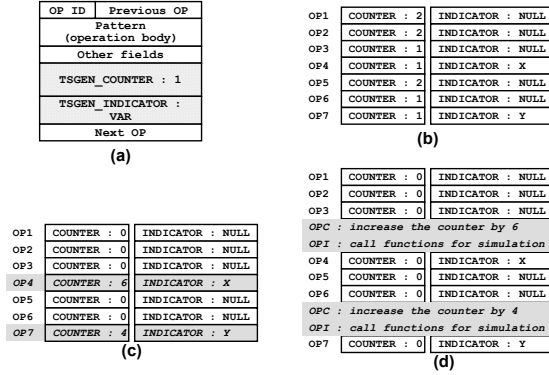 OP ID Previous OP
Pattern
(operation body)
Other fields
TSGEN_COUNTER : 1
TSGEN_INDICATOR :
VAR
Next OP
(a)
OP1 COUNTER : 2 INDICATOR : NULL
OP2 COUNTER : 2 INDICATOR : NULL
OP3 COUNTER : 1 INDICATOR : NULL
OP4 COUNTER : 1 INDICATOR : X
OP5 COUNTER : 2 INDICATOR : NULL
OP6 COUNTER : 1 INDICATOR : NULL
OP7 COUNTER : 1 INDICATOR : Y
(b)
OP1 COUNTER : 0 INDICATOR : NULL
OP2 COUNTER : 0 INDICATOR : NULL
OP3 COUNTER : 0 INDICATOR : NULL
OP4 COUNTER : 6 INDICATOR : X
OP5 COUNTER : 0 INDICATOR : NULL
OP6 COUNTER : 0 INDICATOR : NULL
OP7 COUNTER : 4 INDICATOR : Y
(c)
OP1 COUNTER : 0 INDICATOR : NULL
OP2 COUNTER : 0 INDICATOR : NULL
OP3 COUNTER : 0 INDICATOR : NULL
OPC : increase the counter by 6
OPI : call functions for simulation
OP4 COUNTER : 0 INDICATOR : X
OP5 COUNTER : 0 INDICATOR : NULL
OP6 COUNTER : 0 INDICATOR : NULL
OPC : increase the counter by 4
OPI : call functions for simulation
OP7 COUNTER : 0 INDICATOR : Y
(d)